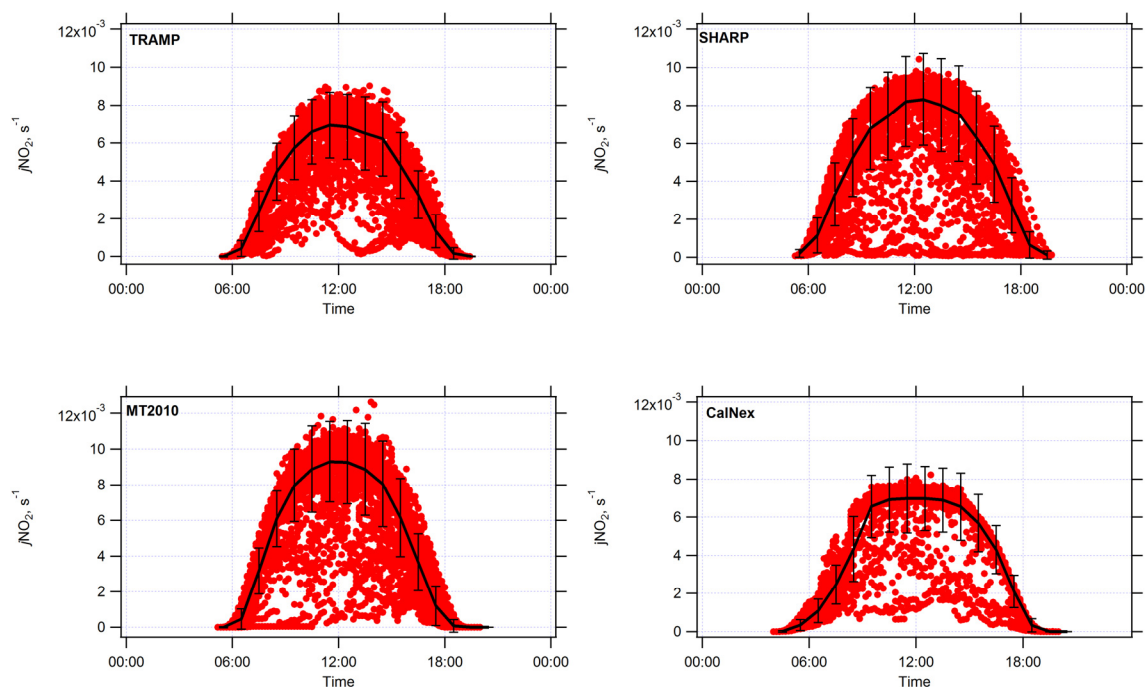 12x10⁻³
TRAMP
10
8
6
4
2
0
jNO₂, s⁻¹
00:00 06:00 12:00 18:00 00:00
Time
12x10⁻³
SHARP
10
8
6
4
2
0
jNO₂, s⁻¹
00:00 06:00 12:00 18:00 00:00
Time
12x10⁻³
MT2010
10
8
6
4
2
0
jNO₂, s⁻¹
00:00 06:00 12:00 18:00 00:00
Time
12x10⁻³
CalNex
10
8
6
4
2
0
jNO₂, s⁻¹
00:00 06:00 12:00 18:00
Time